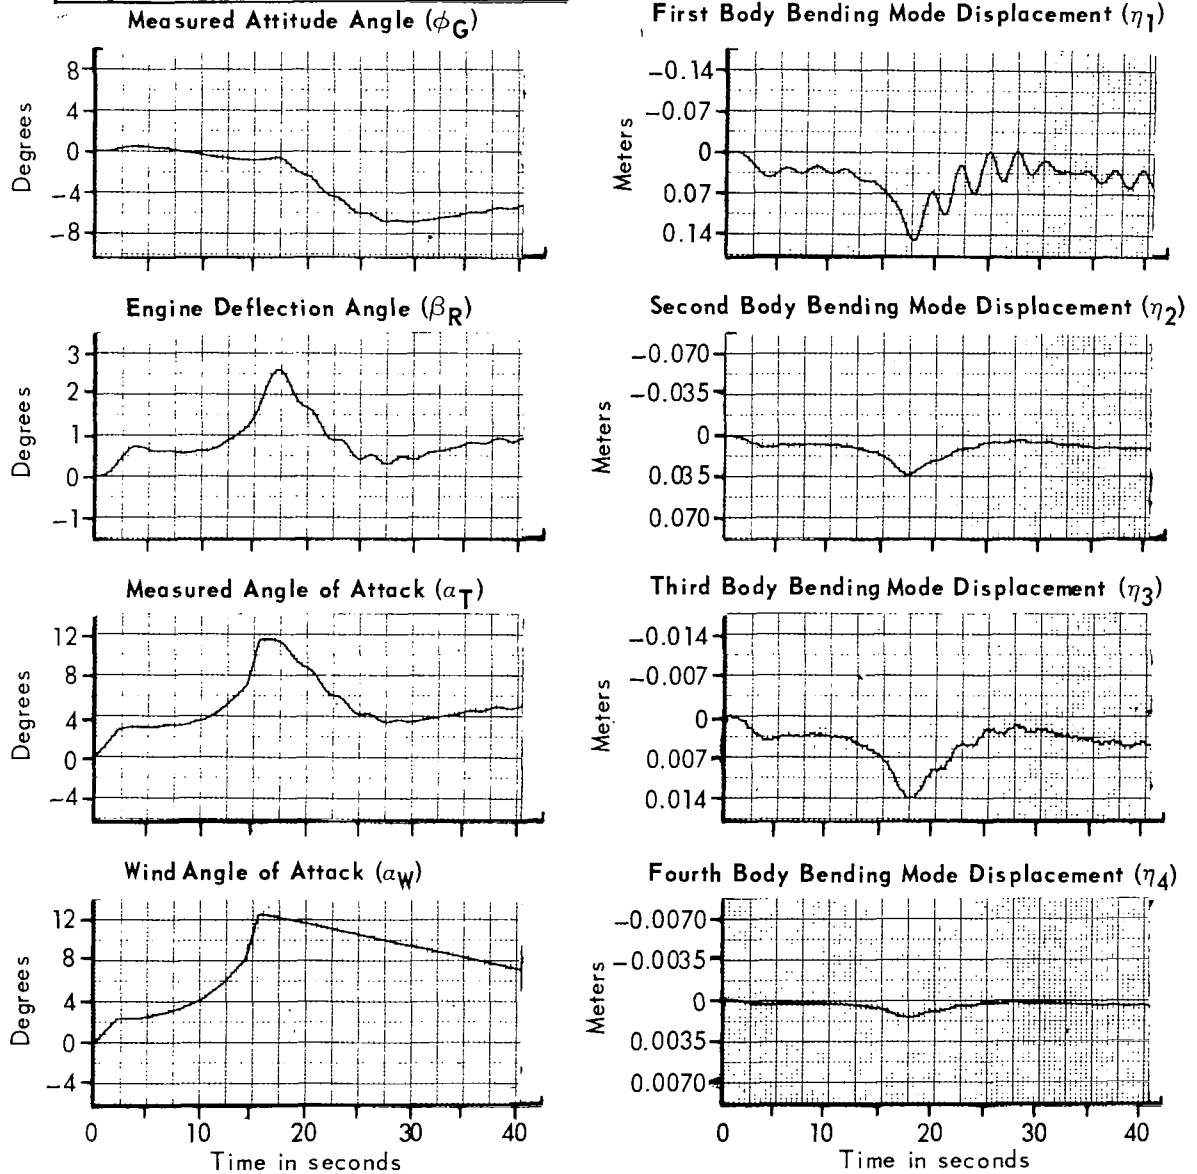 Measured Attitude Angle (ϕG)
Degrees
8
4
0
−4
−8
Engine Deflection Angle (βR)
Degrees
3
2
1
0
−1
Measured Angle of Attack (αT)
Degrees
12
8
4
0
−4
Wind Angle of Attack (αW)
Degrees
12
8
4
0
−4
0 10 20 30 40
Time in seconds
First Body Bending Mode Displacement (η1)
Meters
−0.14
−0.07
0
0.07
0.14
Second Body Bending Mode Displacement (η2)
Meters
−0.070
−0.035
0
0.035
0.070
Third Body Bending Mode Displacement (η3)
Meters
−0.014
−0.007
0
0.007
0.014
Fourth Body Bending Mode Displacement (η4)
Meters
−0.0070
−0.0035
0
0.0035
0.0070
0 10 20 30 40
Time in seconds